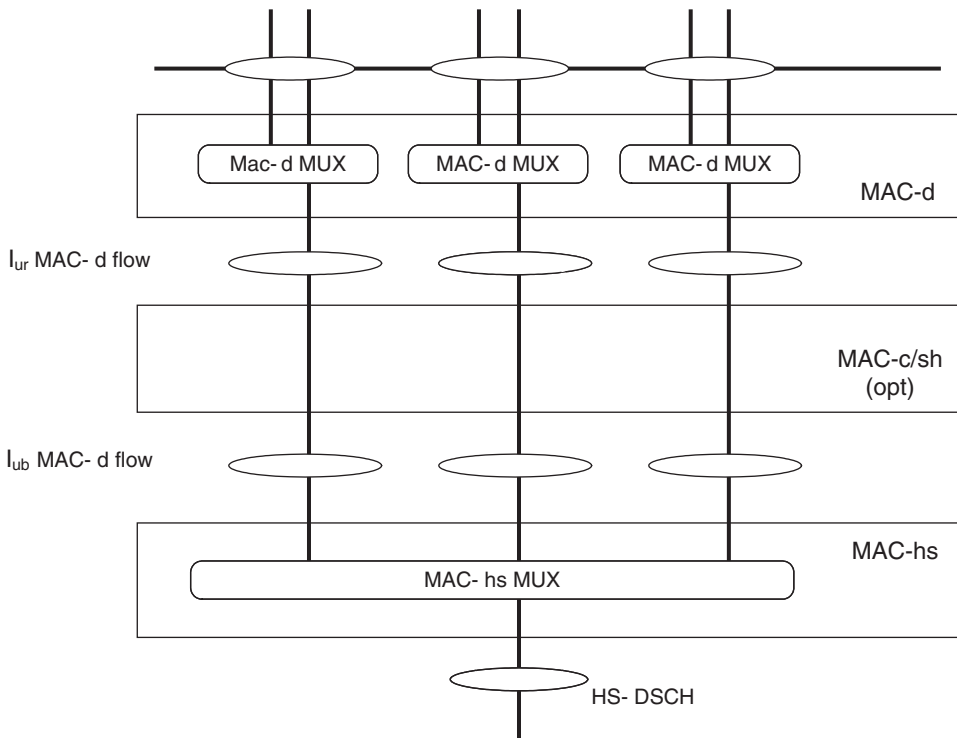 Mac- d MUX
MAC- d MUX
MAC- d MUX
MAC-d
Iur MAC- d flow
MAC-c/sh
(opt)
Iub MAC- d flow
MAC-hs
MAC- hs MUX
HS- DSCH